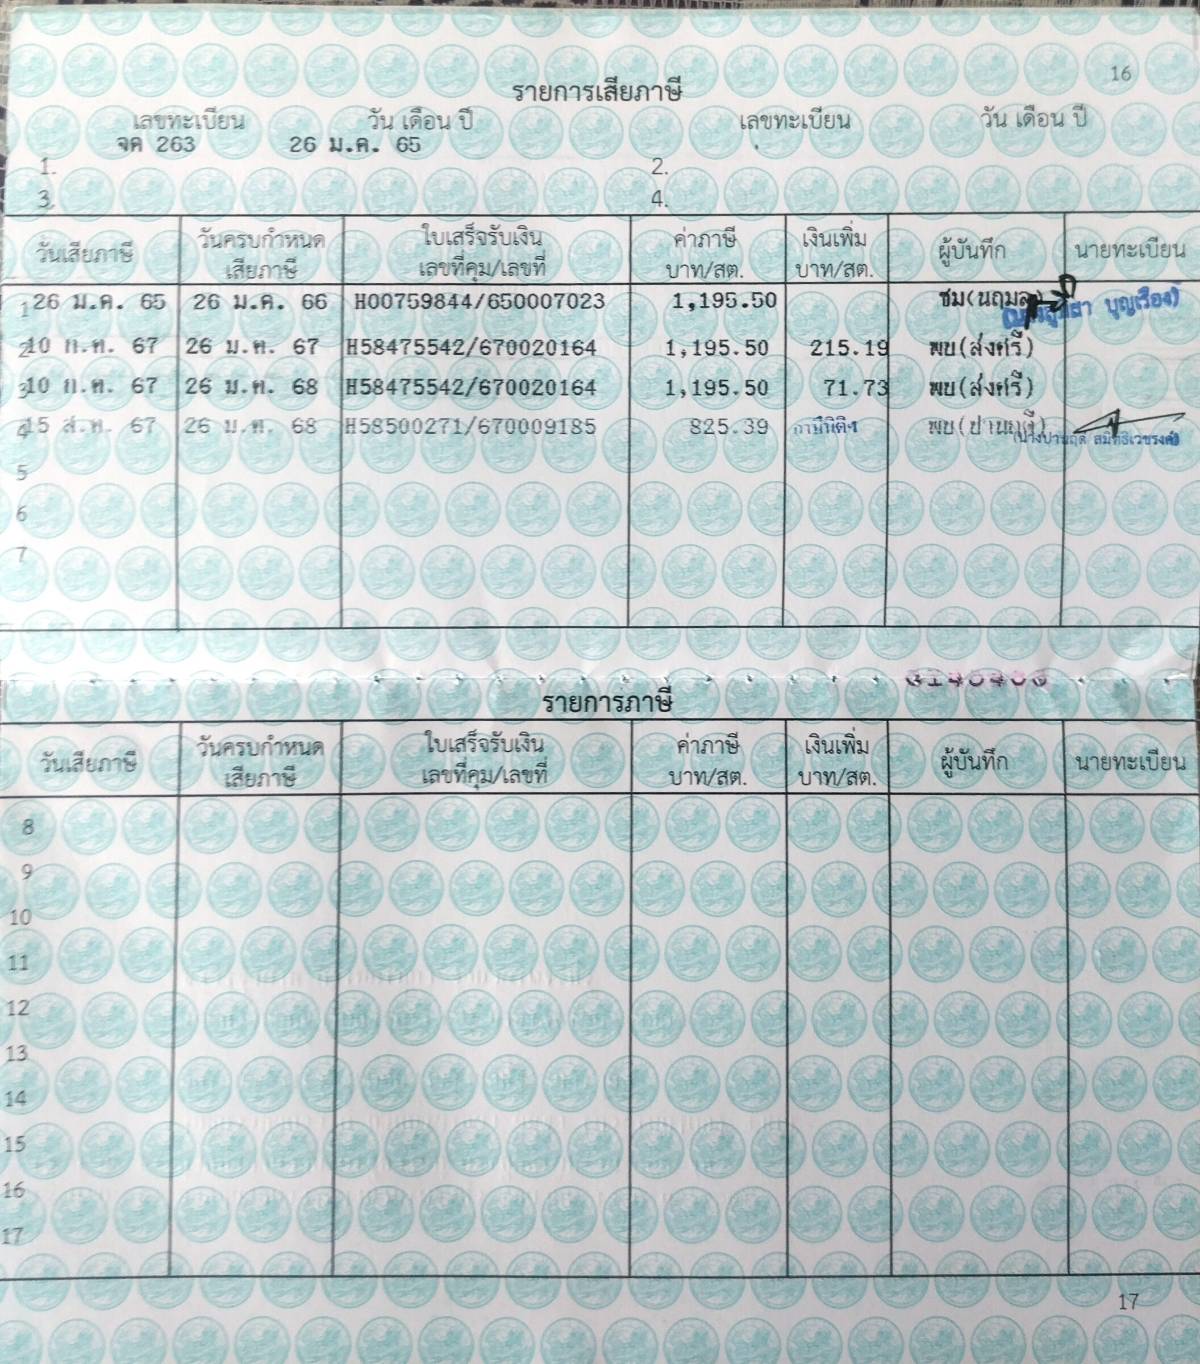 16
รายการเสียภาษี
เลขทะเบียน วัน เดือน ปี เลขทะเบียน วัน เดือน ปี
จค 263 26 ม.ค. 65
1. 2.
3. 4.
วันเสียภาษี วันครบกำหนดเสียภาษี ใบเสร็จรับเงิน เลขที่คุม/เลขที่ ค่าภาษี บาท/สต. เงินเพิ่ม บาท/สต. ผู้บันทึก นายทะเบียน
1 26 ม.ค. 65 26 ม.ค. 66 H00759844/650007023 1,195.50 ชม(นฤมล) บุญเรือง)
2 10 ก.ค. 67 26 ม.ค. 67 H58475542/670020164 1,195.50 215.19 พบ(ส่งศรี)
3 10 ก.ค. 67 26 ม.ค. 68 H58475542/670020164 1,195.50 71.73 พบ(ส่งศรี)
4 15 ส.ค. 67 26 ม.ค. 68 H58500271/670009185 825.39 พบ(ปานฤดี)
5
6
7
รายการภาษี
วันเสียภาษี วันครบกำหนดเสียภาษี ใบเสร็จรับเงิน เลขที่คุม/เลขที่ ค่าภาษี บาท/สต. เงินเพิ่ม บาท/สต. ผู้บันทึก นายทะเบียน
8
9
10
11
12
13
14
15
16
17
17